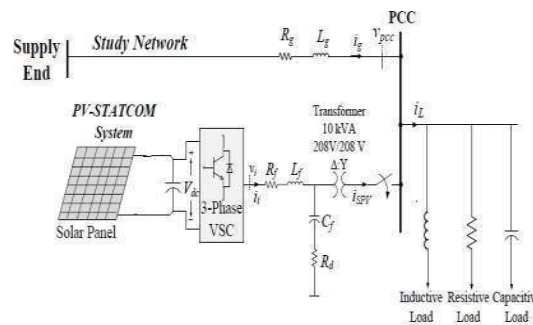 PCC
Study Network
R_g
L_g
i_g
v_pcc
Supply
End
PV-STATCOM
System
Transformer
10 kVA
208V/208 V
Δ:Y
i_L
+
V_dc
−
v_i
R_f
L_f
i_i
i_SPV
3-Phase
VSC
Solar Panel
C_f
R_d
Inductive
Load
Resistive
Load
Capacitive
Load